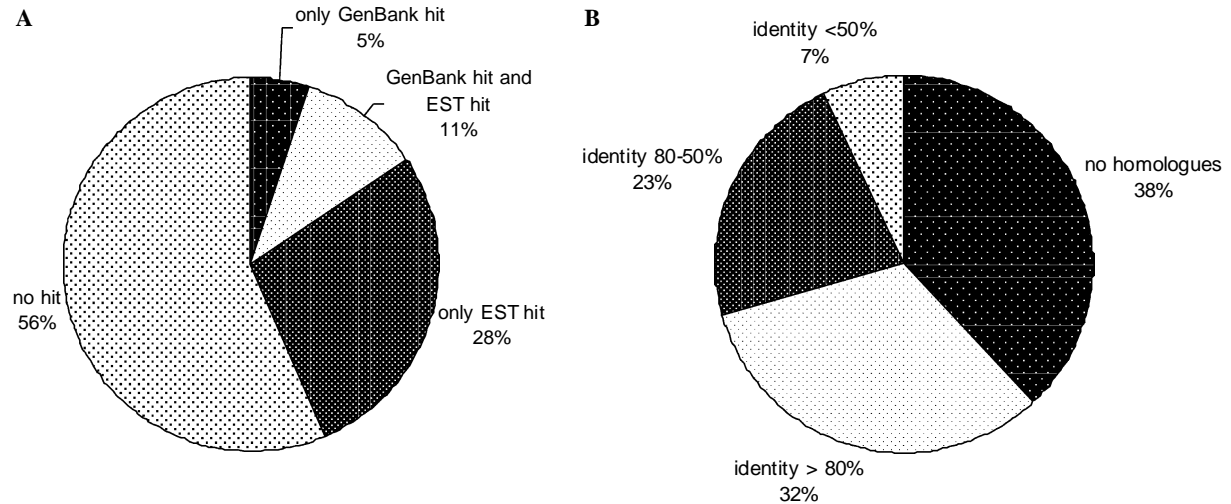 A
only GenBank hit
5%
GenBank hit and
EST hit
11%
only EST hit
28%
no hit
56%
B
identity <50%
7%
identity 80-50%
23%
no homologues
38%
identity > 80%
32%